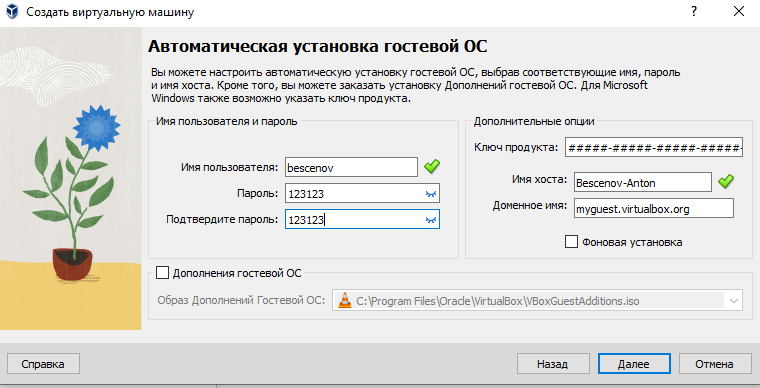 Создать виртуальную машину
Автоматическая установка гостевой ОС
Вы можете настроить автоматическую установку гостевой ОС, выбрав соответствующие имя, пароль
и имя хоста. Кроме того, вы можете заказать установку Дополнений гостевой ОС. Для Microsoft
Windows также возможно указать ключ продукта.
Имя пользователя и пароль
Имя пользователя: bescenov
Пароль: 123123
Подтвердите пароль: 123123
Дополнительные опции
Ключ продукта: #####-#####-#####-#####-
Имя хоста: Bescenov-Anton
Доменное имя: myguest.virtualbox.org
Фоновая установка
Дополнения гостевой ОС
Образ Дополнений Гостевой ОС: C:\Program Files\Oracle\VirtualBox\VBoxGuestAdditions.iso
Справка Назад Далее Отмена